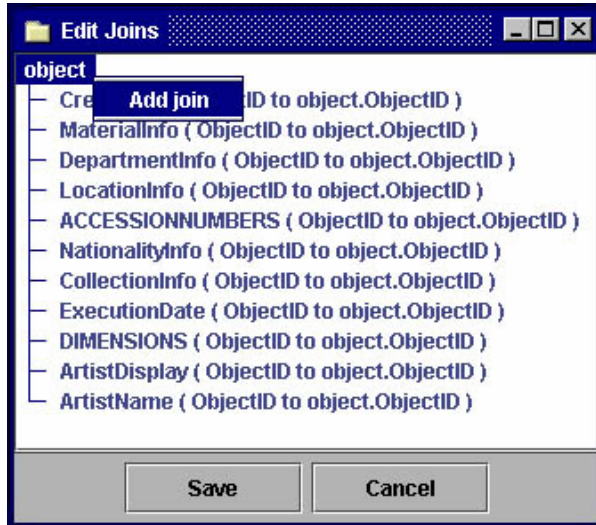 Edit Joins
object
Add join
Cre ID to object.ObjectID )
MaterialInfo ( ObjectID to object.ObjectID )
DepartmentInfo ( ObjectID to object.ObjectID )
LocationInfo ( ObjectID to object.ObjectID )
ACCESSIONNUMBERS ( ObjectID to object.ObjectID )
NationalityInfo ( ObjectID to object.ObjectID )
CollectionInfo ( ObjectID to object.ObjectID )
ExecutionDate ( ObjectID to object.ObjectID )
DIMENSIONS ( ObjectID to object.ObjectID )
ArtistDisplay ( ObjectID to object.ObjectID )
ArtistName ( ObjectID to object.ObjectID )
Save Cancel